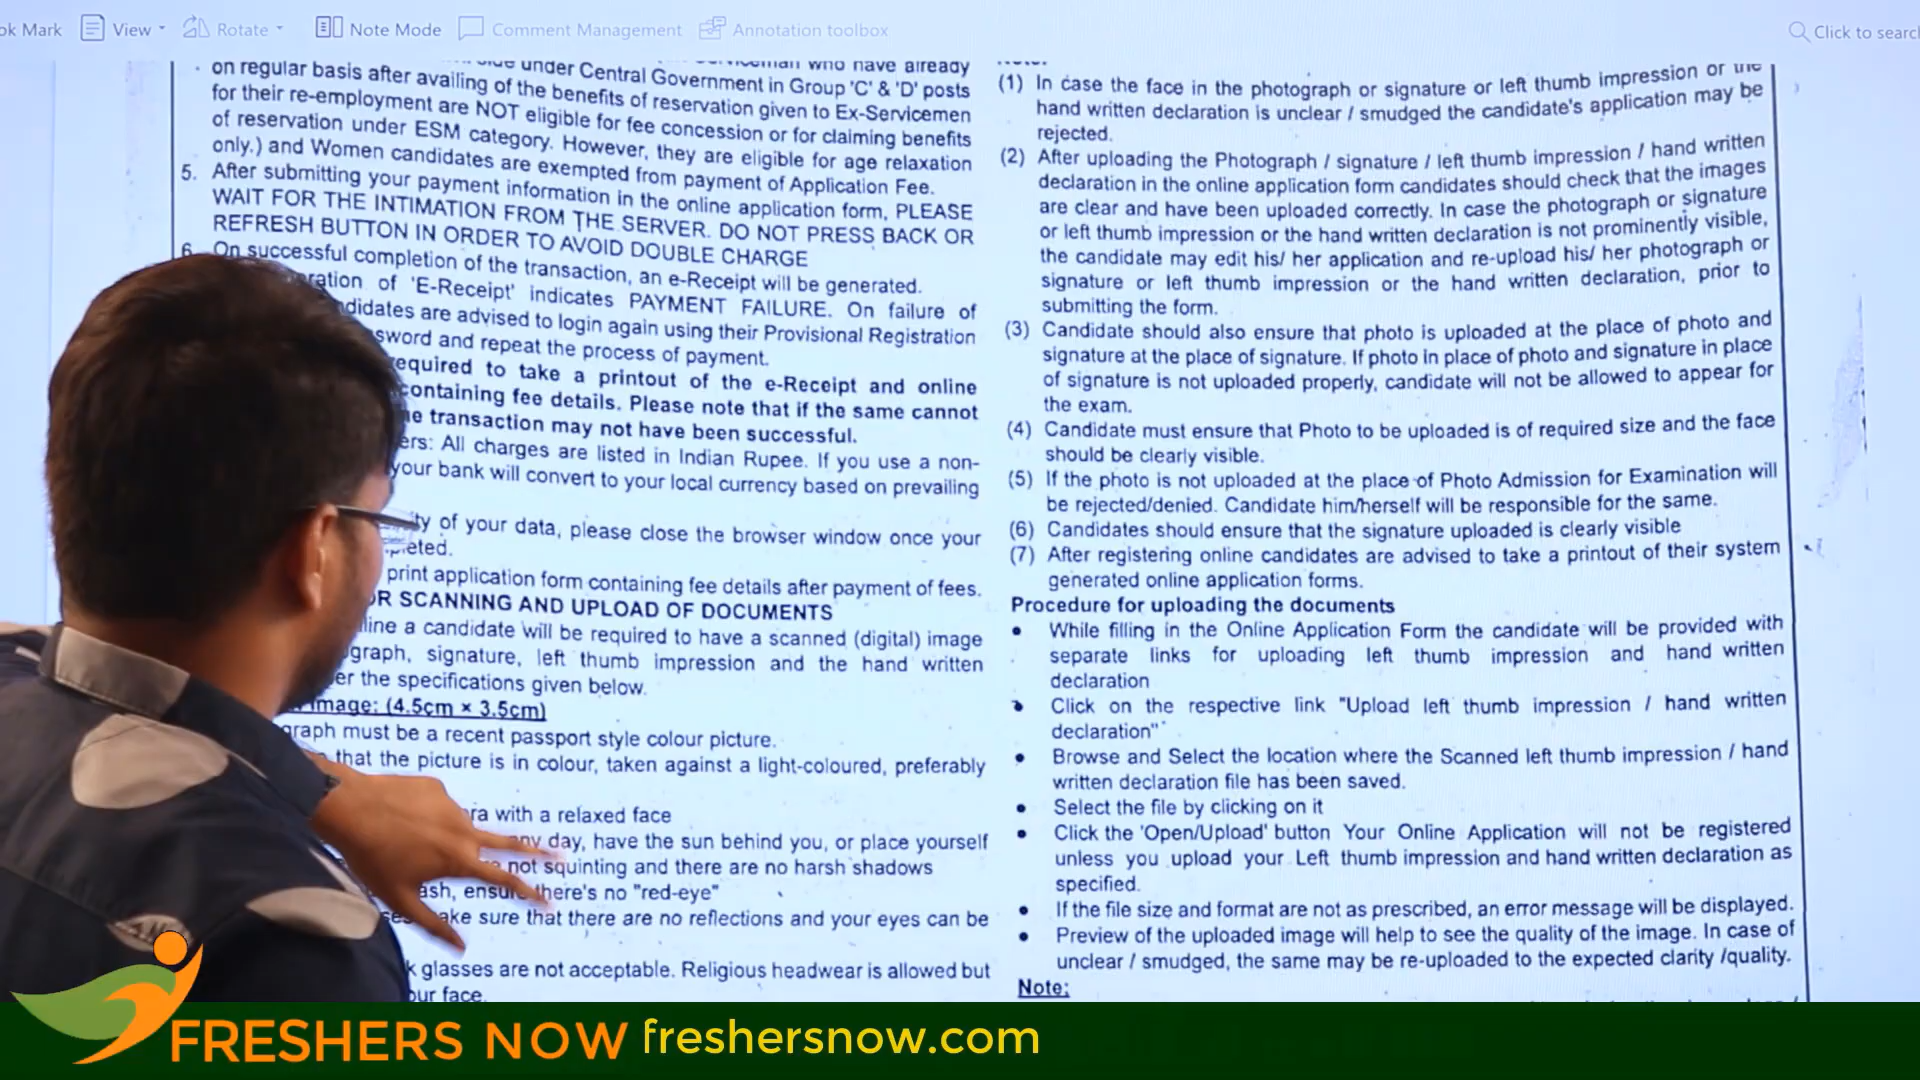 ok Mark View Rotate Note Mode Comment Management Annotation toolbox Click to searc
who have already
under Central Government in Group 'C' & 'D' posts
on regular basis after availing of the benefits of reservation given to Ex-Servicemen
for their re-employment are NOT eligible for fee concession or for claiming benefits
of reservation under ESM category. However, they are eligible for age relaxation
only.) and Women candidates are exempted from payment of Application Fee.
5. After submitting your payment information in the online application form, PLEASE
WAIT FOR THE INTIMATION FROM THE SERVER. DO NOT PRESS BACK OR
REFRESH BUTTON IN ORDER TO AVOID DOUBLE CHARGE
6. On successful completion of the transaction, an e-Receipt will be generated.
ration of 'E-Receipt' indicates PAYMENT FAILURE. On failure of
didates are advised to login again using their Provisional Registration
sword and repeat the process of payment.
equired to take a printout of the e-Receipt and online
containing fee details. Please note that if the same cannot
e transaction may not have been successful.
ers: All charges are listed in Indian Rupee. If you use a non-
your bank will convert to your local currency based on prevailing
ity of your data, please close the browser window once your
pleted.
print application form containing fee details after payment of fees.
OR SCANNING AND UPLOAD OF DOCUMENTS
line a candidate will be required to have a scanned (digital) image
graph, signature, left thumb impression and the hand written
er the specifications given below.
Image: (4.5cm × 3.5cm)
graph must be a recent passport style colour picture.
that the picture is in colour, taken against a light-coloured, preferably
ra with a relaxed face
ny day, have the sun behind you, or place yourself
not squinting and there are no harsh shadows
ash, ensure there's no "red-eye"
ses make sure that there are no reflections and your eyes can be
k glasses are not acceptable. Religious headwear is allowed but
our face.
(1) In case the face in the photograph or signature or left thumb impression or the
hand written declaration is unclear / smudged the candidate's application may be
rejected.
(2) After uploading the Photograph / signature / left thumb impression / hand written
declaration in the online application form candidates should check that the images
are clear and have been uploaded correctly. In case the photograph or signature
or left thumb impression or the hand written declaration is not prominently visible,
the candidate may edit his/ her application and re-upload his/ her photograph or
signature or left thumb impression or the hand written declaration, prior to
submitting the form.
(3) Candidate should also ensure that photo is uploaded at the place of photo and
signature at the place of signature. If photo in place of photo and signature in place
of signature is not uploaded properly, candidate will not be allowed to appear for
the exam.
(4) Candidate must ensure that Photo to be uploaded is of required size and the face
should be clearly visible.
(5) If the photo is not uploaded at the place of Photo Admission for Examination will
be rejected/denied. Candidate him/herself will be responsible for the same.
(6) Candidates should ensure that the signature uploaded is clearly visible
(7) After registering online candidates are advised to take a printout of their system
generated online application forms.
Procedure for uploading the documents
• While filling in the Online Application Form the candidate will be provided with
separate links for uploading left thumb impression and hand written
declaration
• Click on the respective link "Upload left thumb impression / hand written
declaration"
• Browse and Select the location where the Scanned left thumb impression / hand
written declaration file has been saved.
• Select the file by clicking on it
• Click the 'Open/Upload' button Your Online Application will not be registered
unless you upload your Left thumb impression and hand written declaration as
specified.
• If the file size and format are not as prescribed, an error message will be displayed.
• Preview of the uploaded image will help to see the quality of the image. In case of
unclear / smudged, the same may be re-uploaded to the expected clarity /quality.
Note:
FRESHERS NOW freshersnow.com